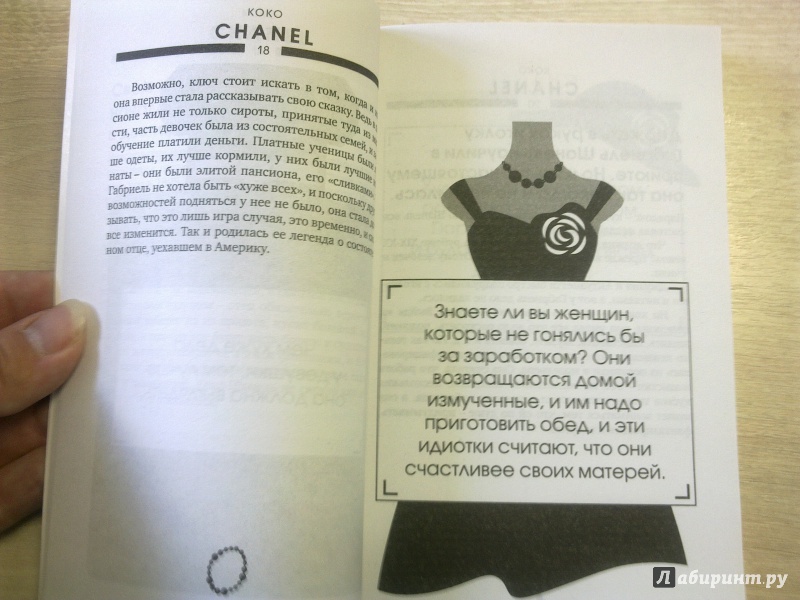 КОКО
CHANEL
18
Возможно, ключ стоит искать в том, когда и
она впервые стала рассказывать свою сказку. Ведь в
сионе жили не только сироты, принятые туда из
сти, часть девочек была из состоятельных семей, и
обучение платили деньги. Платные ученицы были
ше одеты, их лучше кормили, у них были лучшие
наты – они были элитой пансиона, его «сливками».
Габриель не хотела быть «хуже всех», и поскольку
возможностей подняться у нее не было, она стала
зывать, что это лишь игра случая, это временно, и
все изменится. Так и родилась ее легенда о
ном отце, уехавшем в Америку.
Знаете ли вы женщин,
которые не гонялись бы
за заработком? Они
возвращаются домой
измученные, и им надо
приготовить обед, и эти
идиотки считают, что они
счастливее своих матерей.
Лабиринт.ру